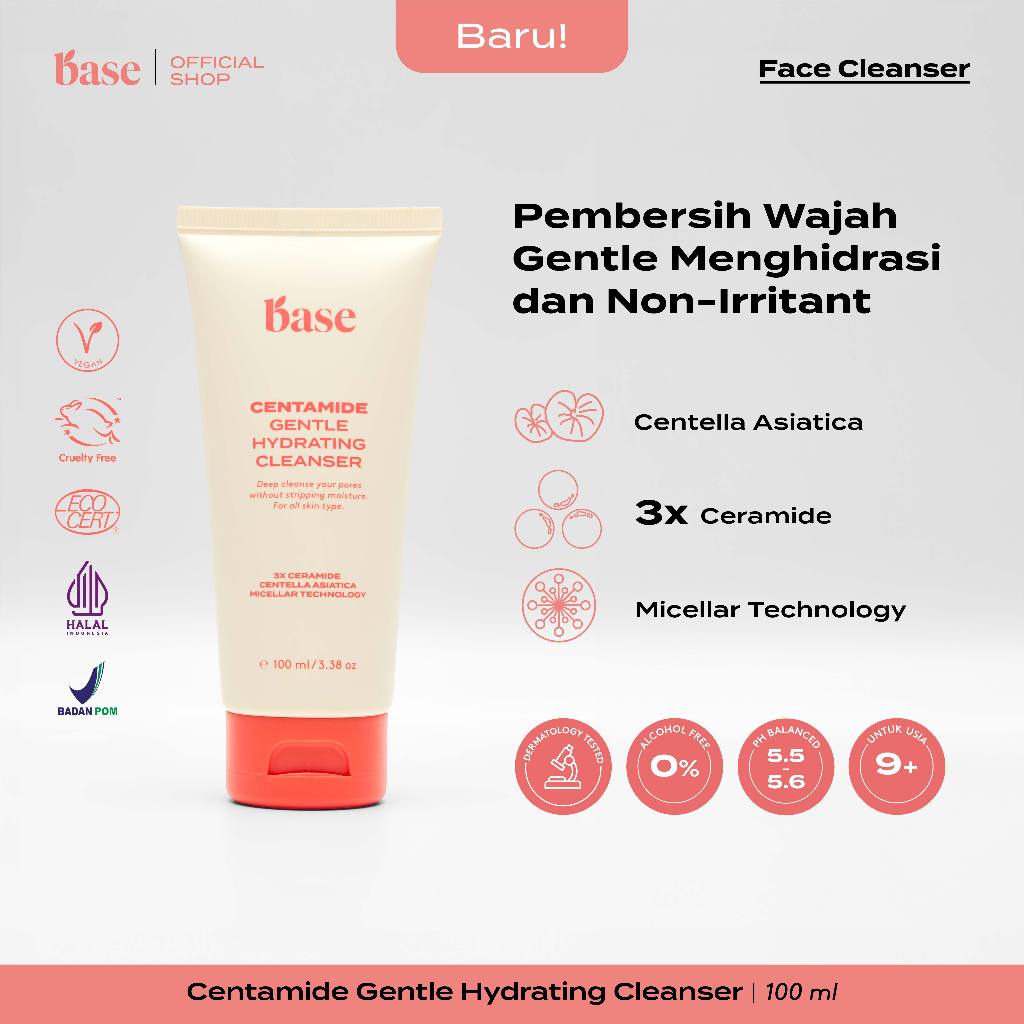 base
OFFICIAL
SHOP
Baru!
Face Cleanser
Pembersih Wajah
Gentle Menghidrasi
dan Non-Irritant
base
CENTAMIDE
GENTLE
HYDRATING
CLEANSER
Deep cleanse your pores
without stripping moisture.
For all skin type.
3X CERAMIDE
CENTELLA ASIATICA
MICELLAR TECHNOLOGY
℮ 100 ml/3.38 oz
VEGAN
Cruelty Free
ECO
CERT
HALAL
INDONESIA
BADAN POM
Centella Asiatica
3x Ceramide
Micellar Technology
DERMATOLOGY TESTED
ALCOHOL FREE
0%
PH BALANCED
5.5
-
5.6
UNTUK USIA
9+
Centamide Gentle Hydrating Cleanser | 100 ml